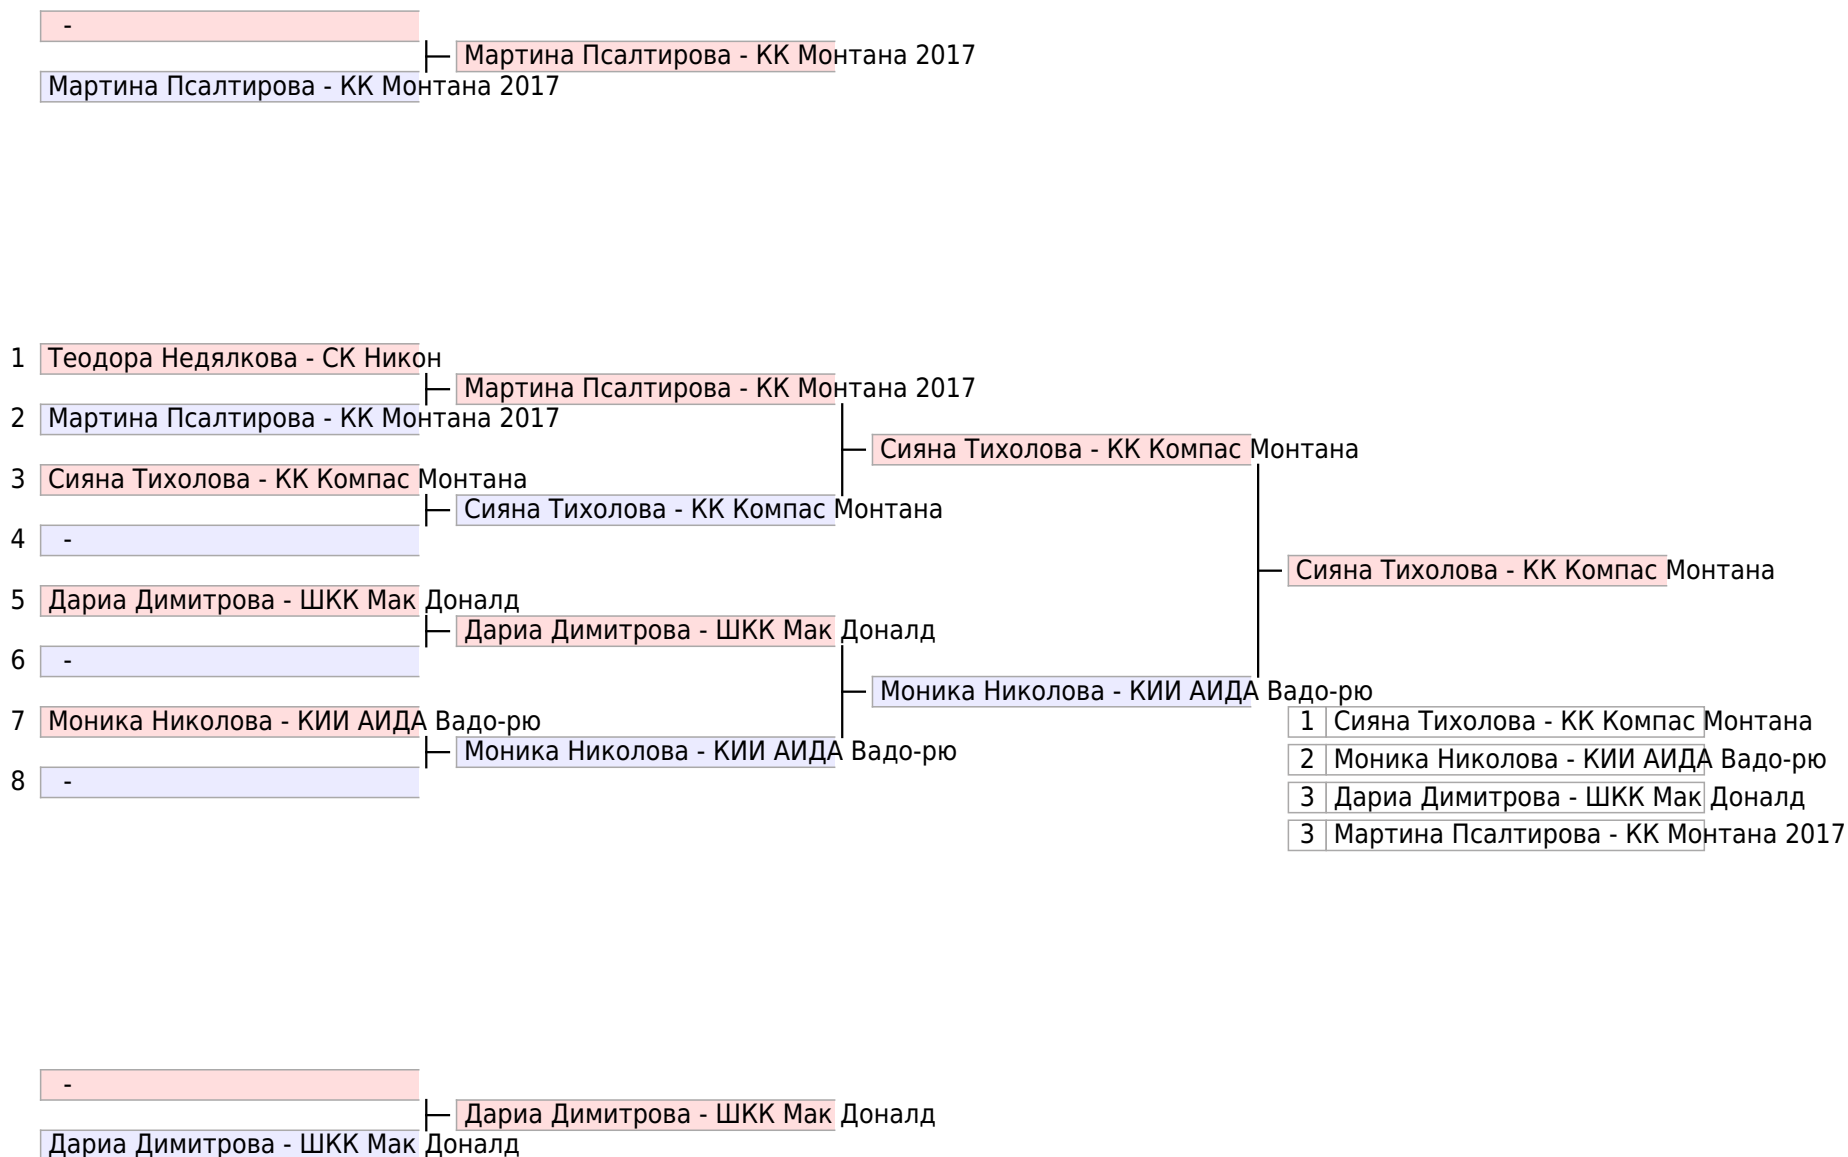 -
Мартина Псалтирова - КК Монтана 2017
Мартина Псалтирова - КК Монтана 2017
1 Теодора Недялкова - СК Никон
Мартина Псалтирова - КК Монтана 2017
2 Мартина Псалтирова - КК Монтана 2017
Сияна Тихолова - КК Компас Монтана
3 Сияна Тихолова - КК Компас Монтана
Сияна Тихолова - КК Компас Монтана
4 -
Сияна Тихолова - КК Компас Монтана
5 Дариа Димитрова - ШКК Мак Доналд
Дариа Димитрова - ШКК Мак Доналд
6 -
Моника Николова - КИИ АИДА Вадо-рю
7 Моника Николова - КИИ АИДА Вадо-рю
Моника Николова - КИИ АИДА Вадо-рю
8 -
1 Сияна Тихолова - КК Компас Монтана
2 Моника Николова - КИИ АИДА Вадо-рю
3 Дариа Димитрова - ШКК Мак Доналд
3 Мартина Псалтирова - КК Монтана 2017
-
Дариа Димитрова - ШКК Мак Доналд
Дариа Димитрова - ШКК Мак Доналд